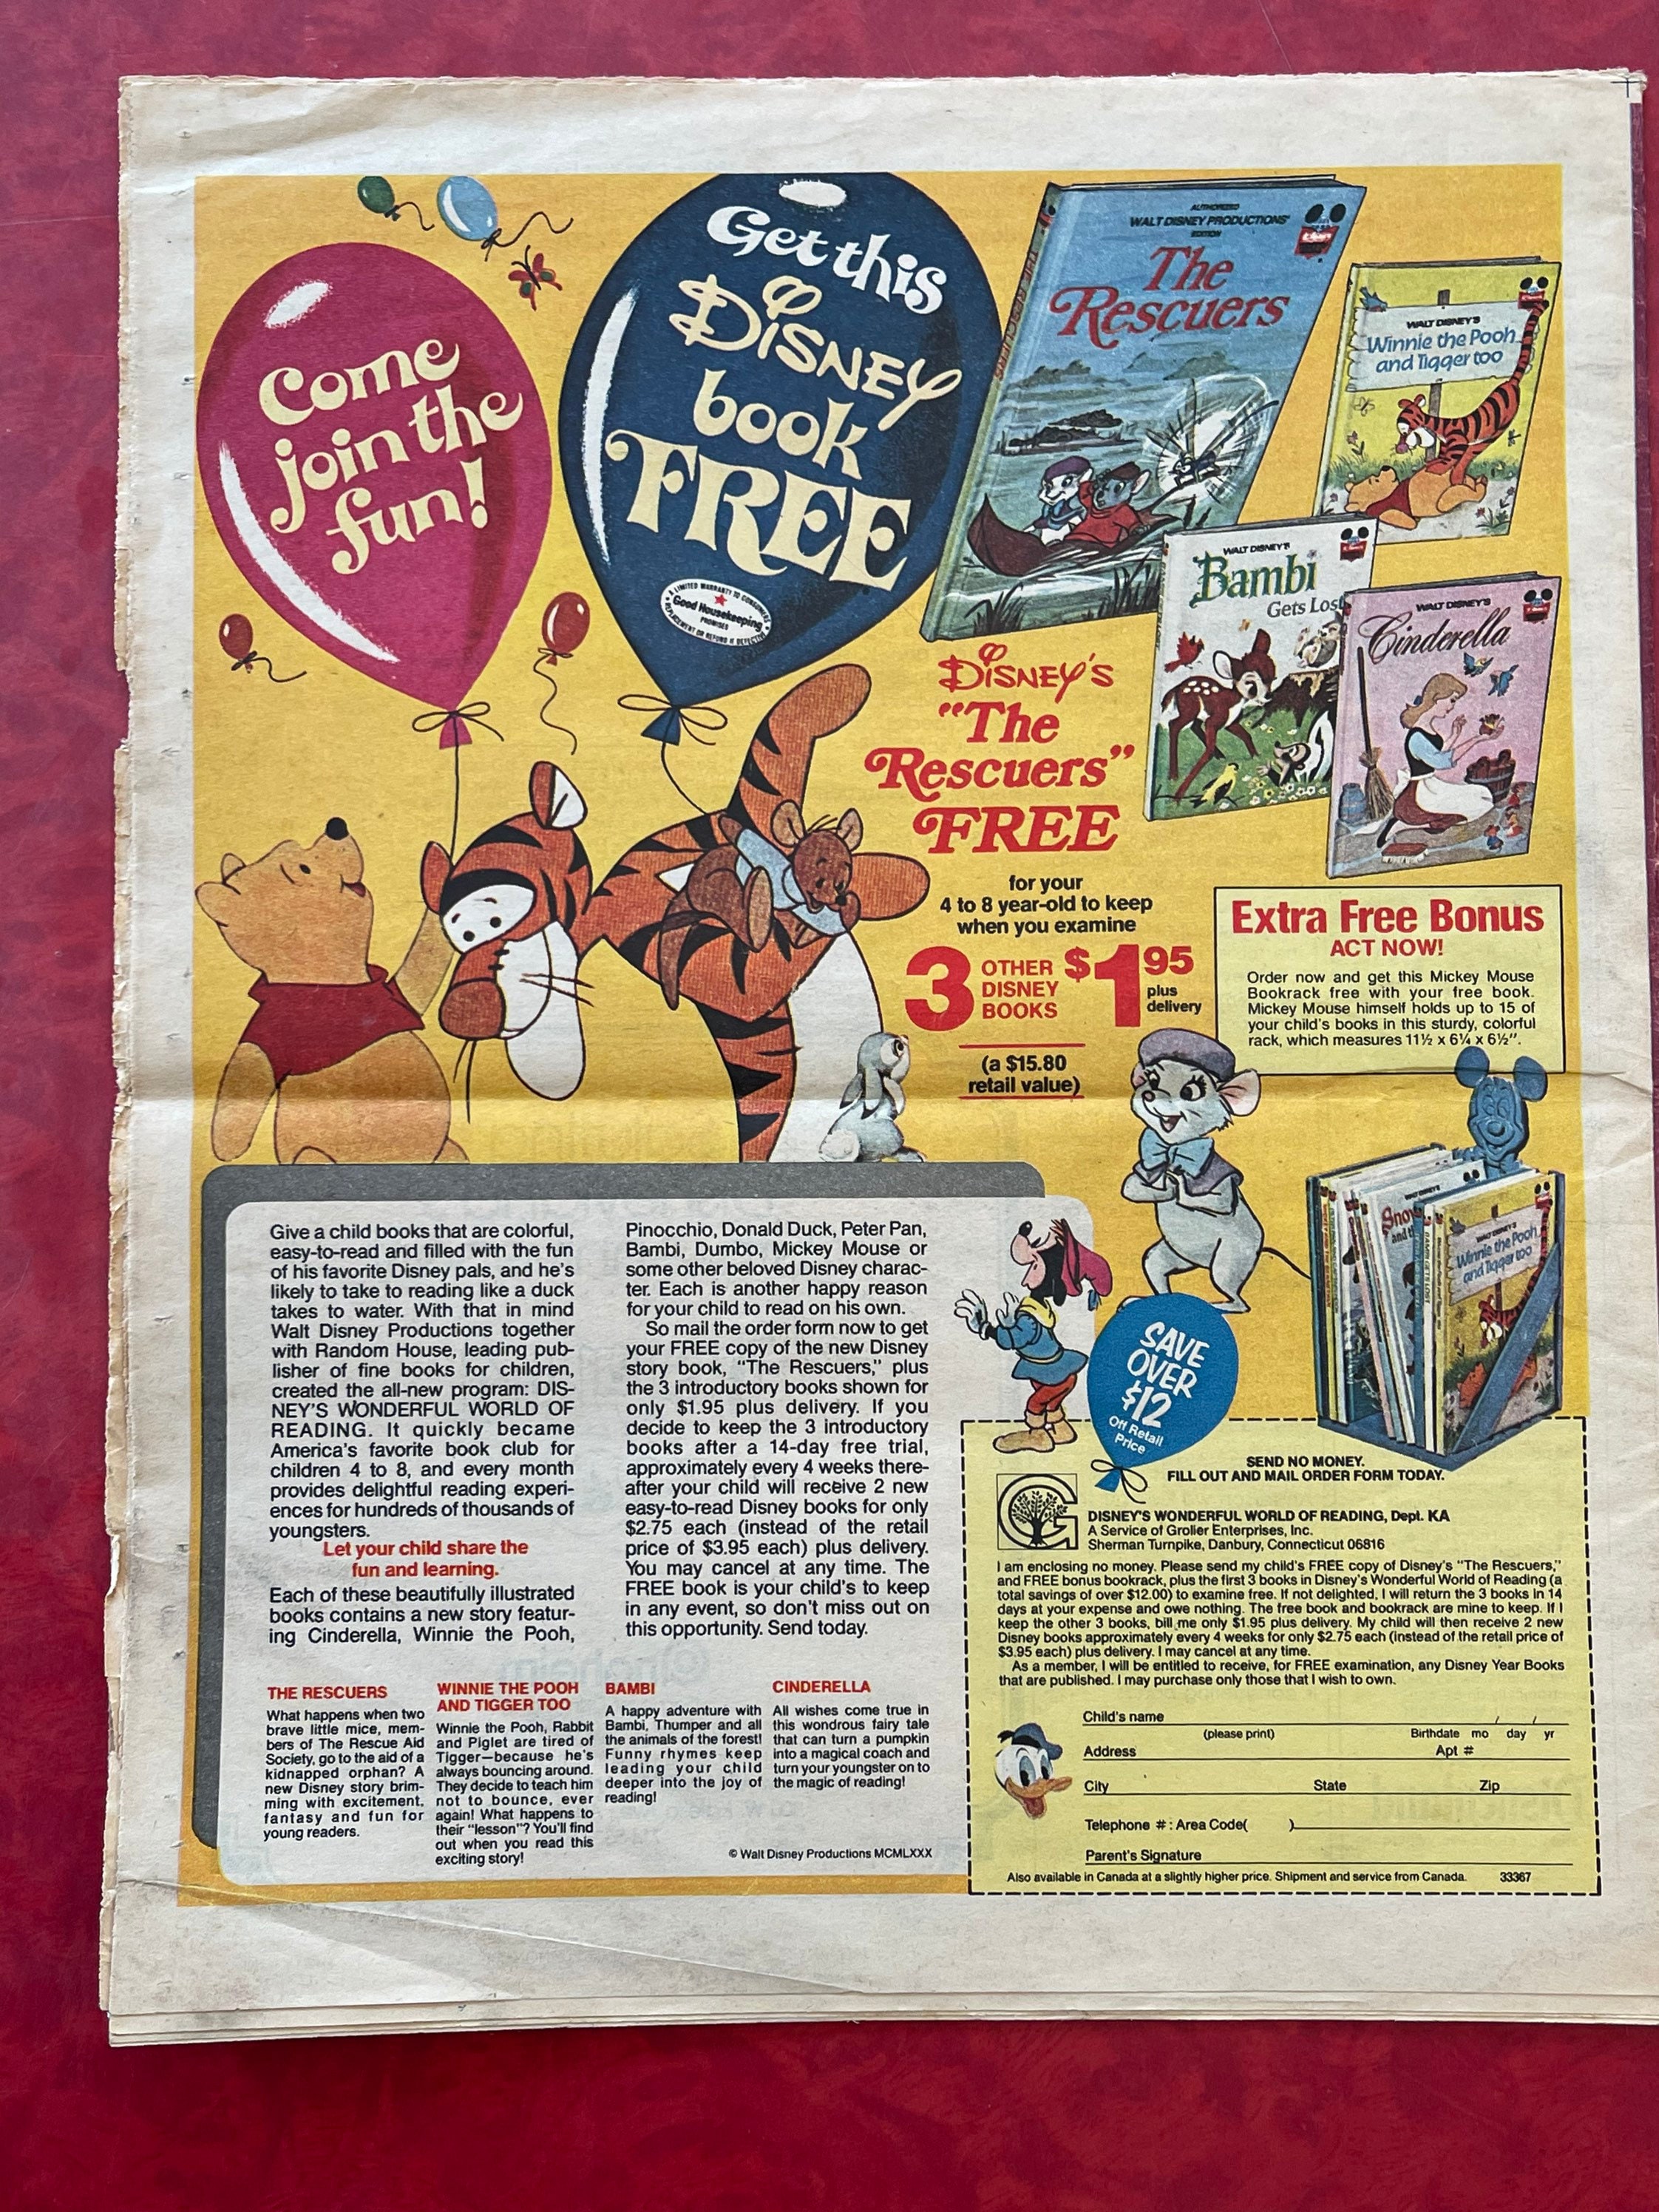 Come
join the
fun!
Get this
DISNEY
book
FREE
A LIMITED WARRANTY TO CONSUMERS
Good Housekeeping
PROMISES
REPLACEMENT OR REFUND IF DEFECTIVE
AUTHORIZED
WALT DISNEY PRODUCTIONS'
EDITION
The
Rescuers
THE RESCUERS
WALT DISNEY'S
Winnie the Pooh
and Tigger too
WALT DISNEY'S
Bambi
Gets Lost
WALT DISNEY'S
Cinderella
DISNEY'S
"The
Rescuers"
FREE
for your
4 to 8 year-old to keep
when you examine
3 OTHER
DISNEY
BOOKS
$1 95
plus
delivery
(a $15.80
retail value)
Extra Free Bonus
ACT NOW!
Order now and get this Mickey Mouse
Bookrack free with your free book.
Mickey Mouse himself holds up to 15 of
your child's books in this sturdy, colorful
rack, which measures 11½ x 6¼ x 6½".
WALT DISNEY'S
Winnie the Pooh
and Tigger too
Give a child books that are colorful,
easy-to-read and filled with the fun
of his favorite Disney pals, and he's
likely to take to reading like a duck
takes to water. With that in mind
Walt Disney Productions together
with Random House, leading pub-
lisher of fine books for children,
created the all-new program: DIS-
NEY'S WONDERFUL WORLD OF
READING. It quickly became
America's favorite book club for
children 4 to 8, and every month
provides delightful reading experi-
ences for hundreds of thousands of
youngsters.
Let your child share the
fun and learning.
Each of these beautifully illustrated
books contains a new story featur-
ing Cinderella, Winnie the Pooh,
Pinocchio, Donald Duck, Peter Pan,
Bambi, Dumbo, Mickey Mouse or
some other beloved Disney charac-
ter. Each is another happy reason
for your child to read on his own.
So mail the order form now to get
your FREE copy of the new Disney
story book, "The Rescuers," plus
the 3 introductory books shown for
only $1.95 plus delivery. If you
decide to keep the 3 introductory
books after a 14-day free trial,
approximately every 4 weeks there-
after your child will receive 2 new
easy-to-read Disney books for only
$2.75 each (instead of the retail
price of $3.95 each) plus delivery.
You may cancel at any time. The
FREE book is your child's to keep
in any event, so don't miss out on
this opportunity. Send today.
THE RESCUERS
What happens when two
brave little mice, mem-
bers of The Rescue Aid
Society, go to the aid of a
kidnapped orphan? A
new Disney story brim-
ming with excitement,
fantasy and fun for
young readers.
WINNIE THE POOH
AND TIGGER TOO
Winnie the Pooh, Rabbit
and Piglet are tired of
Tigger—because he's
always bouncing around.
They decide to teach him
not to bounce, ever
again! What happens to
their "lesson"? You'll find
out when you read this
exciting story!
BAMBI
A happy adventure with
Bambi, Thumper and all
the animals of the forest!
Funny rhymes keep
leading your child
deeper into the joy of
reading!
CINDERELLA
All wishes come true in
this wondrous fairy tale
that can turn a pumpkin
into a magical coach and
turn your youngster on to
the magic of reading!
© Walt Disney Productions MCMLXXX
SAVE
OVER
$12
Off Retail
Price
SEND NO MONEY.
FILL OUT AND MAIL ORDER FORM TODAY.
DISNEY'S WONDERFUL WORLD OF READING, Dept. KA
A Service of Grolier Enterprises, Inc.
Sherman Turnpike, Danbury, Connecticut 06816
I am enclosing no money. Please send my child's FREE copy of Disney's "The Rescuers,"
and FREE bonus bookrack, plus the first 3 books in Disney's Wonderful World of Reading (a
total savings of over $12.00) to examine free. If not delighted, I will return the 3 books in 14
days at your expense and owe nothing. The free book and bookrack are mine to keep. If I
keep the other 3 books, bill me only $1.95 plus delivery. My child will then receive 2 new
Disney books approximately every 4 weeks for only $2.75 each (instead of the retail price of
$3.95 each) plus delivery. I may cancel at any time.
As a member, I will be entitled to receive, for FREE examination, any Disney Year Books
that are published. I may purchase only those that I wish to own.
Child's name / /
(please print) Birthdate mo day yr
Address Apt #
City State Zip
Telephone #: Area Code( )
Parent's Signature
Also available in Canada at a slightly higher price. Shipment and service from Canada. 33367